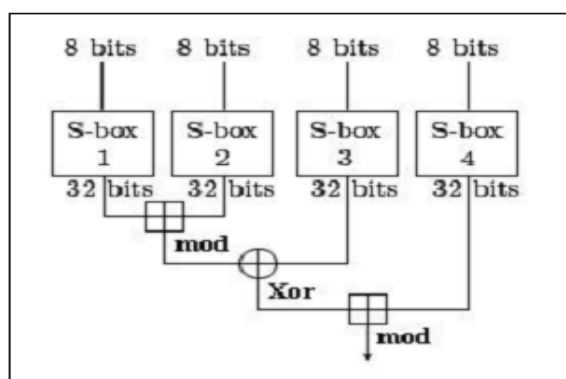 8 bits 8 bits 8 bits 8 bits
S-box S-box S-box S-box
1 2 3 4
32 bits 32 bits 32 bits 32 bits
mod
Xor
mod